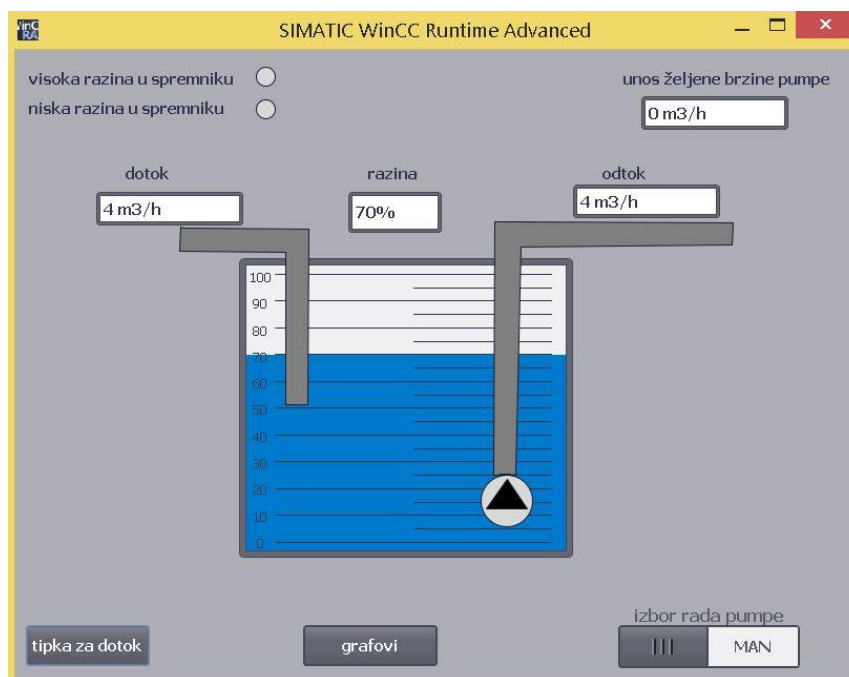 WinC
RA
SIMATIC WinCC Runtime Advanced
visoka razina u spremniku
niska razina u spremniku
unos željene brzine pumpe
0 m3/h
dotok
razina
odtok
4 m3/h
70%
4 m3/h
100
90
80
70
60
50
40
30
20
10
0
izbor rada pumpe
tipka za dotok
grafovi
MAN